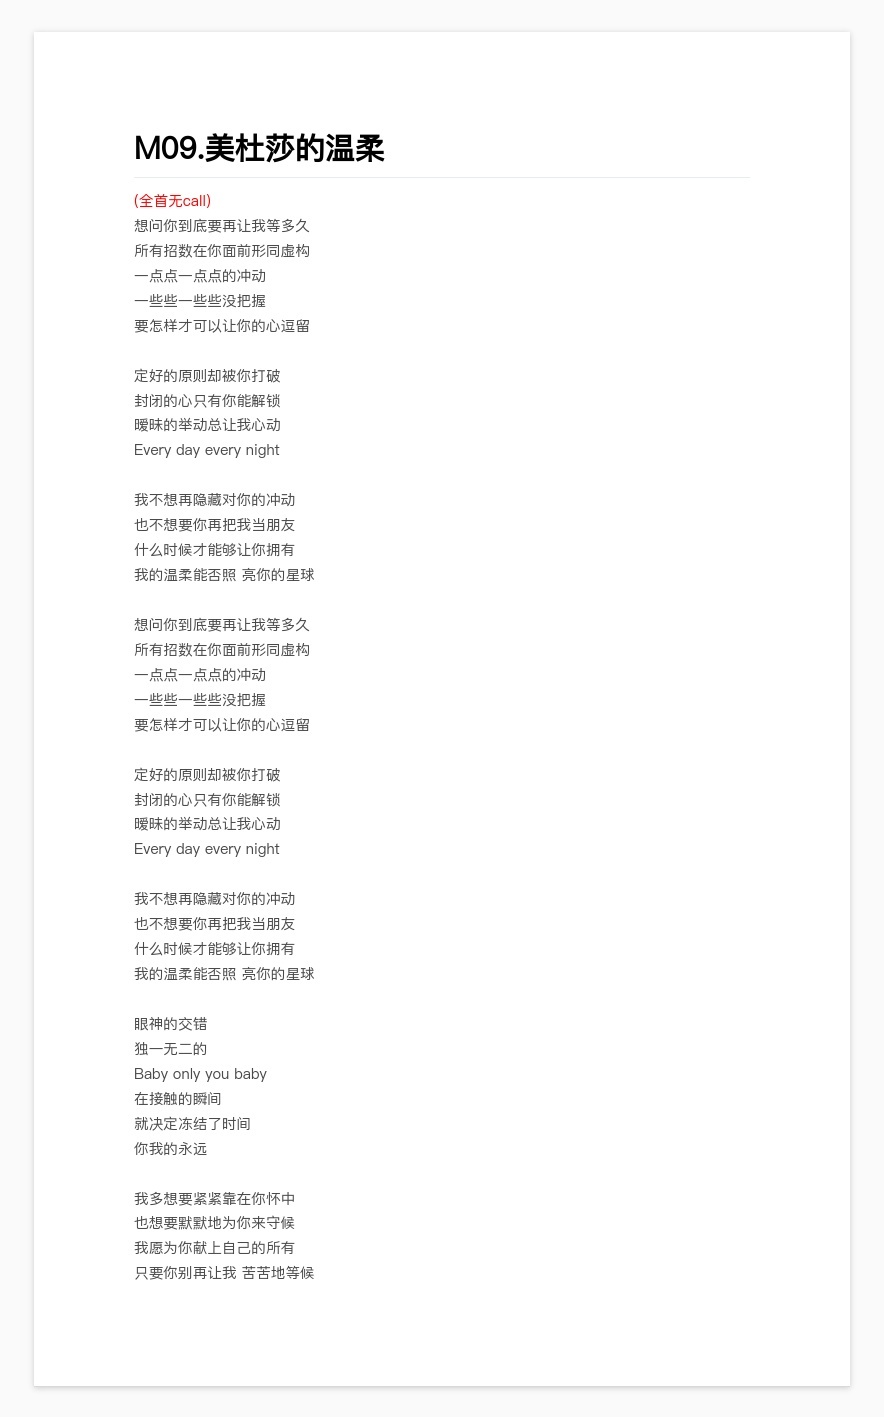 M09.美杜莎的温柔
(全首无call)
想问你到底要再让我等多久
所有招数在你面前形同虚构
一点点一点点的冲动
一些些一些些没把握
要怎样才可以让你的心逗留
定好的原则却被你打破
封闭的心只有你能解锁
暧昧的举动总让我心动
Every day every night
我不想再隐藏对你的冲动
也不想要你再把我当朋友
什么时候才能够让你拥有
我的温柔能否照 亮你的星球
想问你到底要再让我等多久
所有招数在你面前形同虚构
一点点一点点的冲动
一些些一些些没把握
要怎样才可以让你的心逗留
定好的原则却被你打破
封闭的心只有你能解锁
暧昧的举动总让我心动
Every day every night
我不想再隐藏对你的冲动
也不想要你再把我当朋友
什么时候才能够让你拥有
我的温柔能否照 亮你的星球
眼神的交错
独一无二的
Baby only you baby
在接触的瞬间
就决定冻结了时间
你我的永远
我多想要紧紧靠在你怀中
也想要默默地为你来守候
我愿为你献上自己的所有
只要你别再让我 苦苦地等候